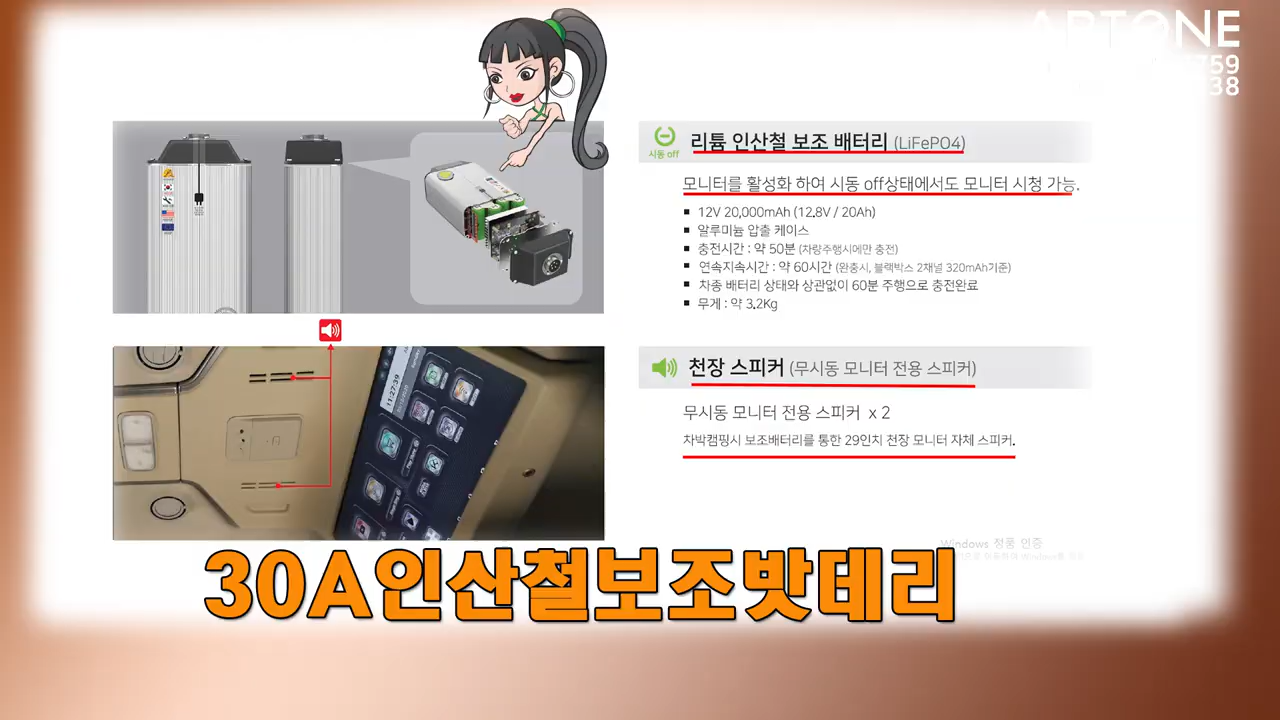 ARTONE
759
38
시동 off
리튬 인산철 보조 배터리 (LiFePO4)
모니터를 활성화 하여 시동 off상태에서도 모니터 시청 가능.
12V 20,000mAh (12.8V / 20Ah)
알루미늄 압출 케이스
충전시간 : 약 50분 (차량주행시에만 충전)
연속지속시간 : 약 60시간 (완충시, 블랙박스 2채널 320mAh기준)
차종 배터리 상태와 상관없이 60분 주행으로 충전완료
무게 : 약 3.2Kg
11:27:39
천장 스피커 (무시동 모니터 전용 스피커)
무시동 모니터 전용 스피커 x 2
차박캠핑시 보조배터리를 통한 29인치 천장 모니터 자체 스피커.
Windows 정품 인증
30A인산철보조밧데리